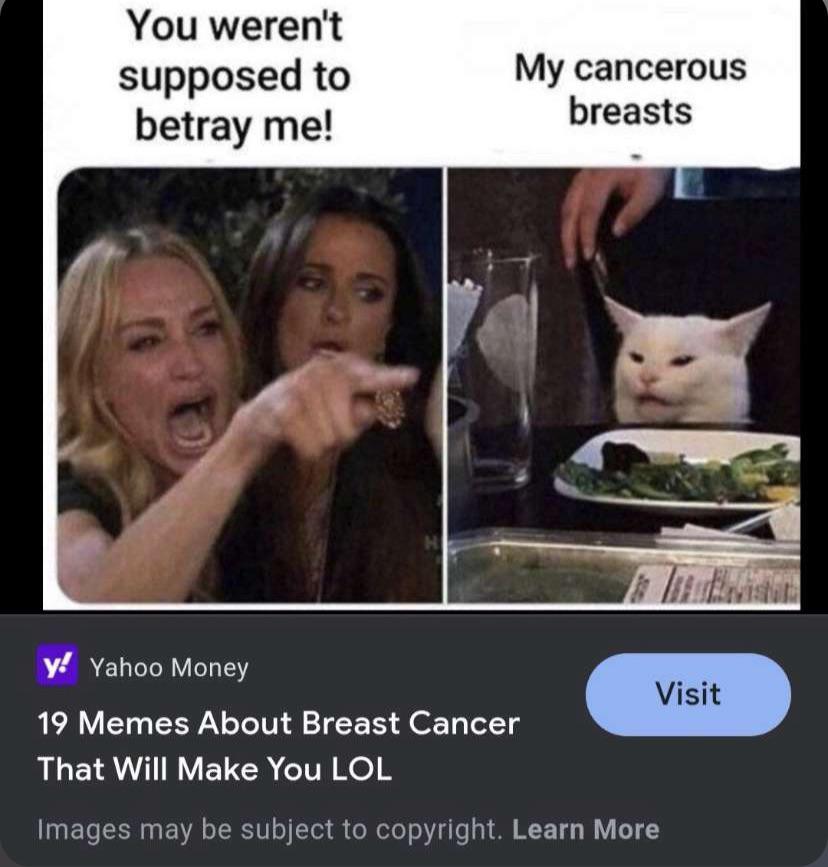 You weren't
supposed to
betray me!
My cancerous
breasts
y!
Yahoo Money
Visit
19 Memes About Breast Cancer
That Will Make You LOL
Images may be subject to copyright. Learn More